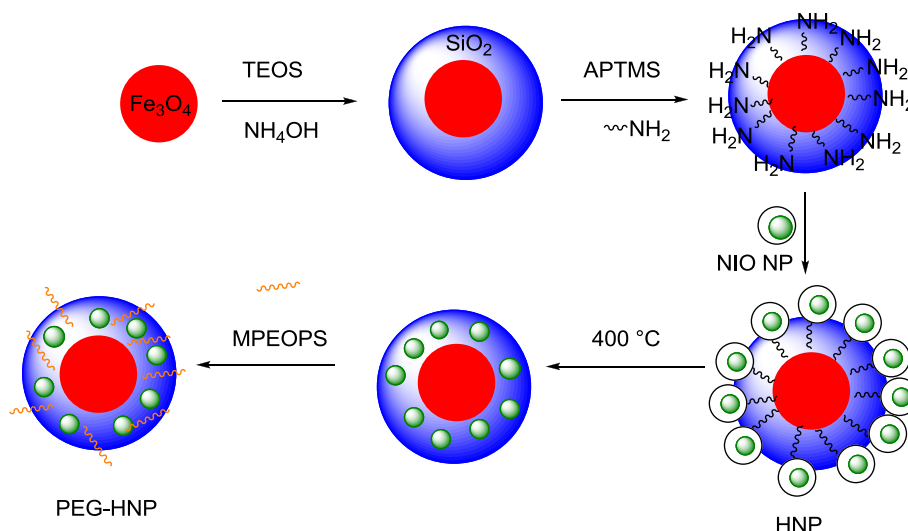 TEOS
NH₄OH
Fe₃O₄
SiO₂
APTMS
NH₂
H₂N
NH₂
H₂N
NH₂
H₂N
NH₂
H₂N
NH₂
H₂N
NH₂
H₂N
NH₂
NIO NP
400 °C
MPEOPS
PEG-HNP
HNP